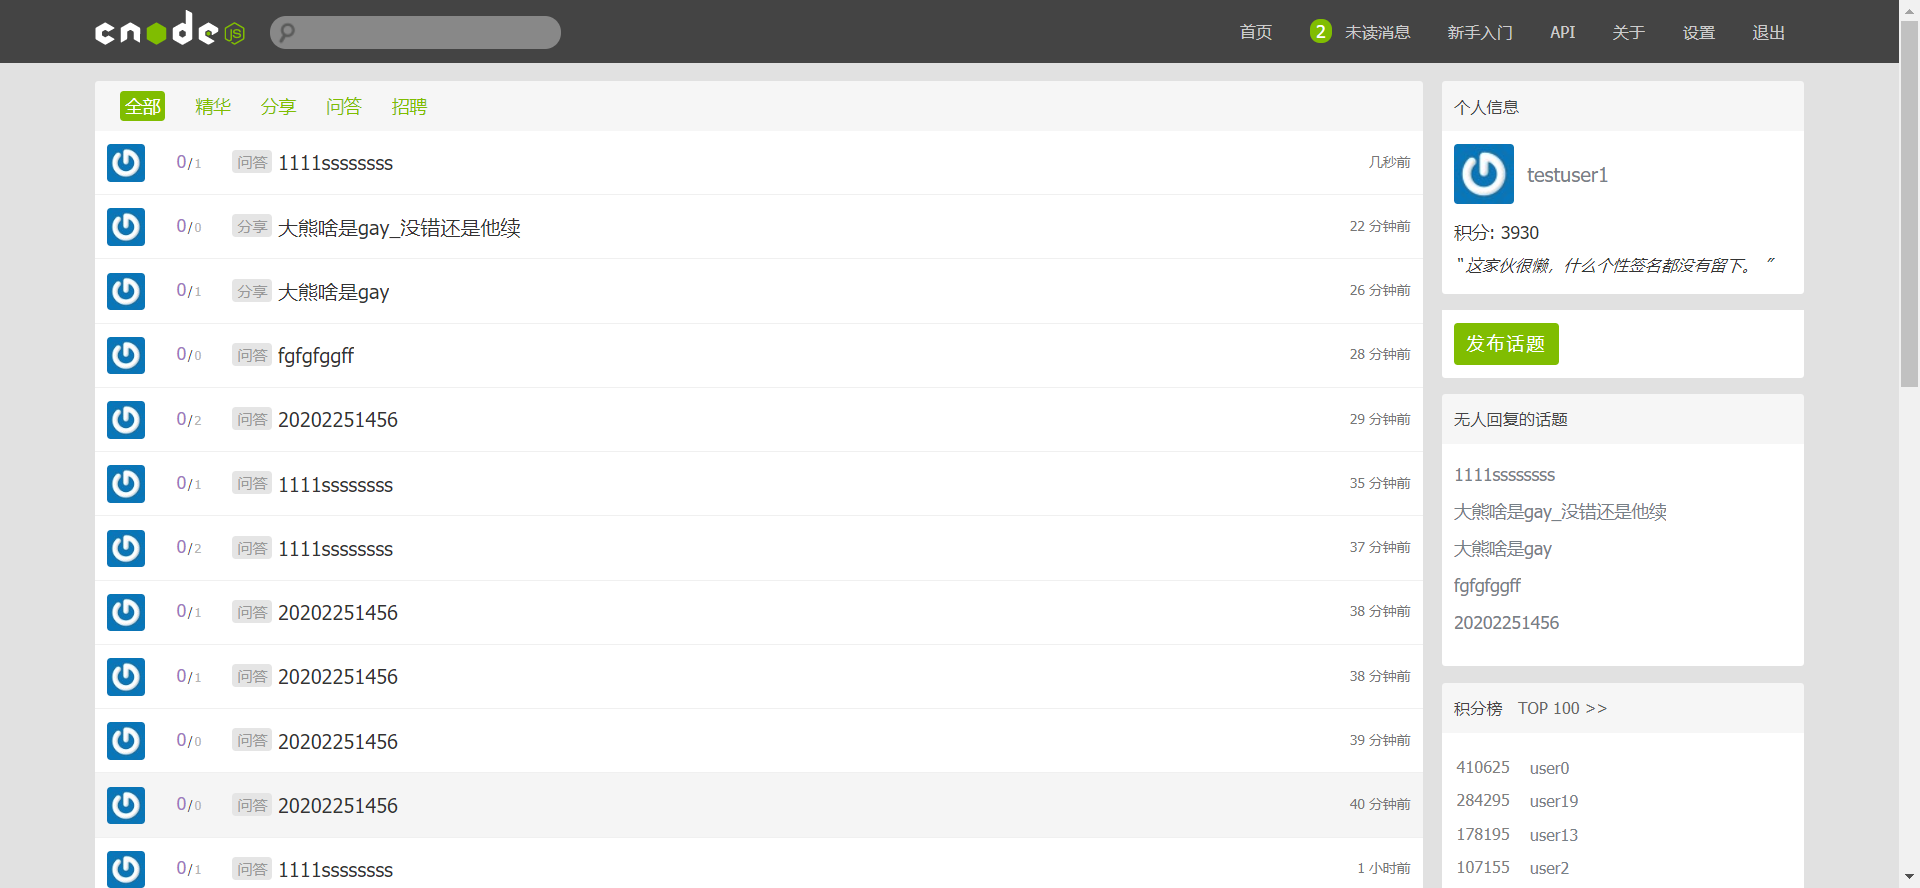 cnode JS
首页 2 未读消息 新手入门 API 关于 设置 退出
全部 精华 分享 问答 招聘
0/1 问答 1111ssssssss 几秒前
0/0 分享 大熊啥是gay_没错还是他续 22 分钟前
0/1 分享 大熊啥是gay 26 分钟前
0/0 问答 fgfgfggff 28 分钟前
0/2 问答 20202251456 29 分钟前
0/1 问答 1111ssssssss 35 分钟前
0/2 问答 1111ssssssss 37 分钟前
0/1 问答 20202251456 38 分钟前
0/1 问答 20202251456 38 分钟前
0/0 问答 20202251456 39 分钟前
0/0 问答 20202251456 40 分钟前
0/1 问答 1111ssssssss 1 小时前
个人信息
testuser1
积分: 3930
“ 这家伙很懒，什么个性签名都没有留下。 ”
发布话题
无人回复的话题
1111ssssssss
大熊啥是gay_没错还是他续
大熊啥是gay
fgfgfggff
20202251456
积分榜 TOP 100 >>
410625 user0
284295 user19
178195 user13
107155 user2